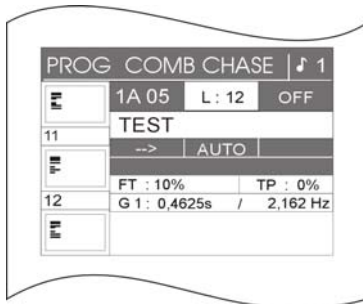 PROG COMB CHASE ♪ 1
1A 05 L : 12 OFF
TEST
11
--> AUTO
FT : 10% TP : 0%
12
G 1 : 0,4625s / 2,162 Hz